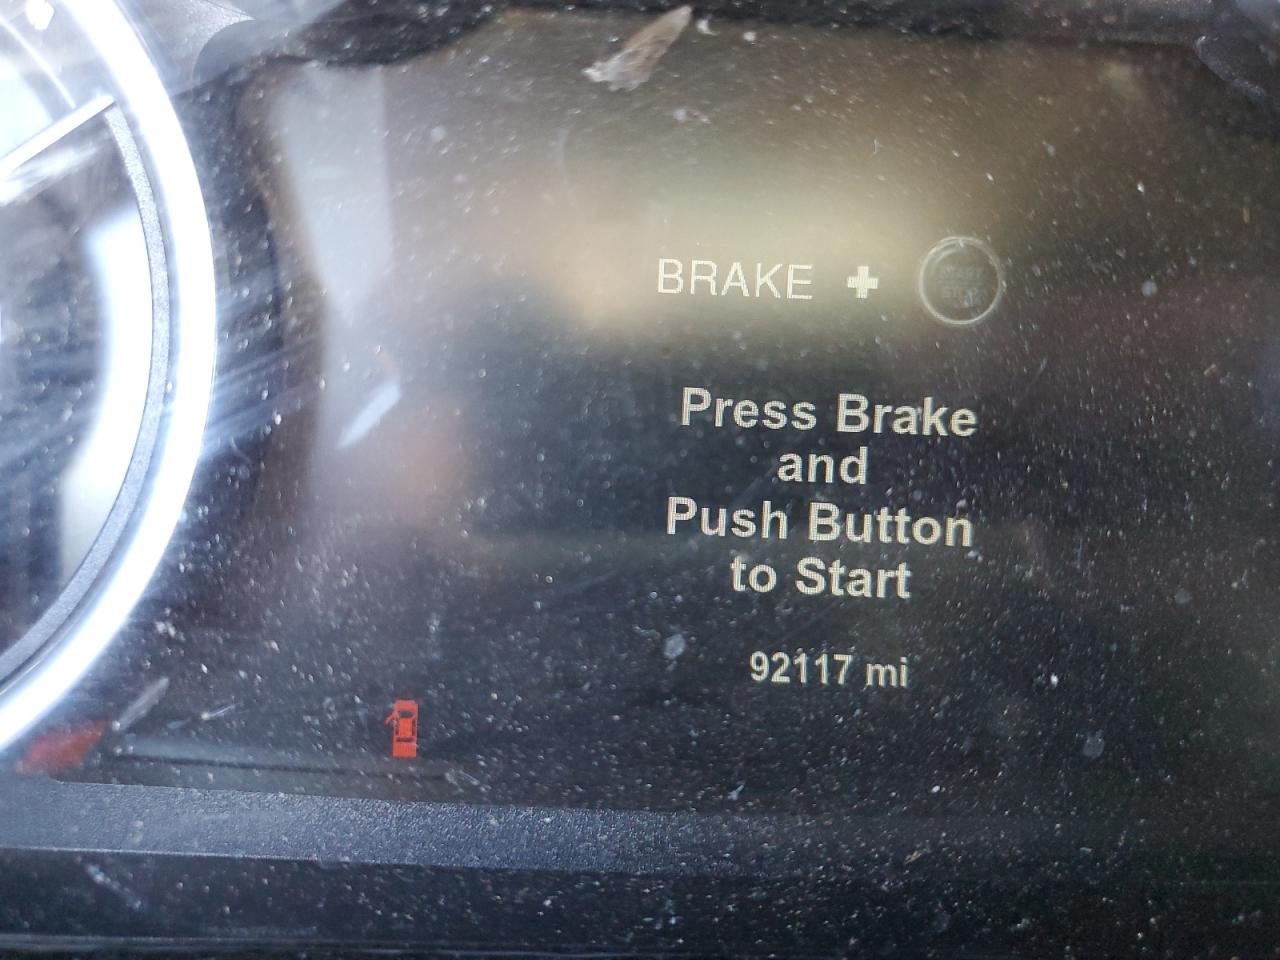 BRAKE +
Press Brake
and
Push Button
to Start
92117 mi